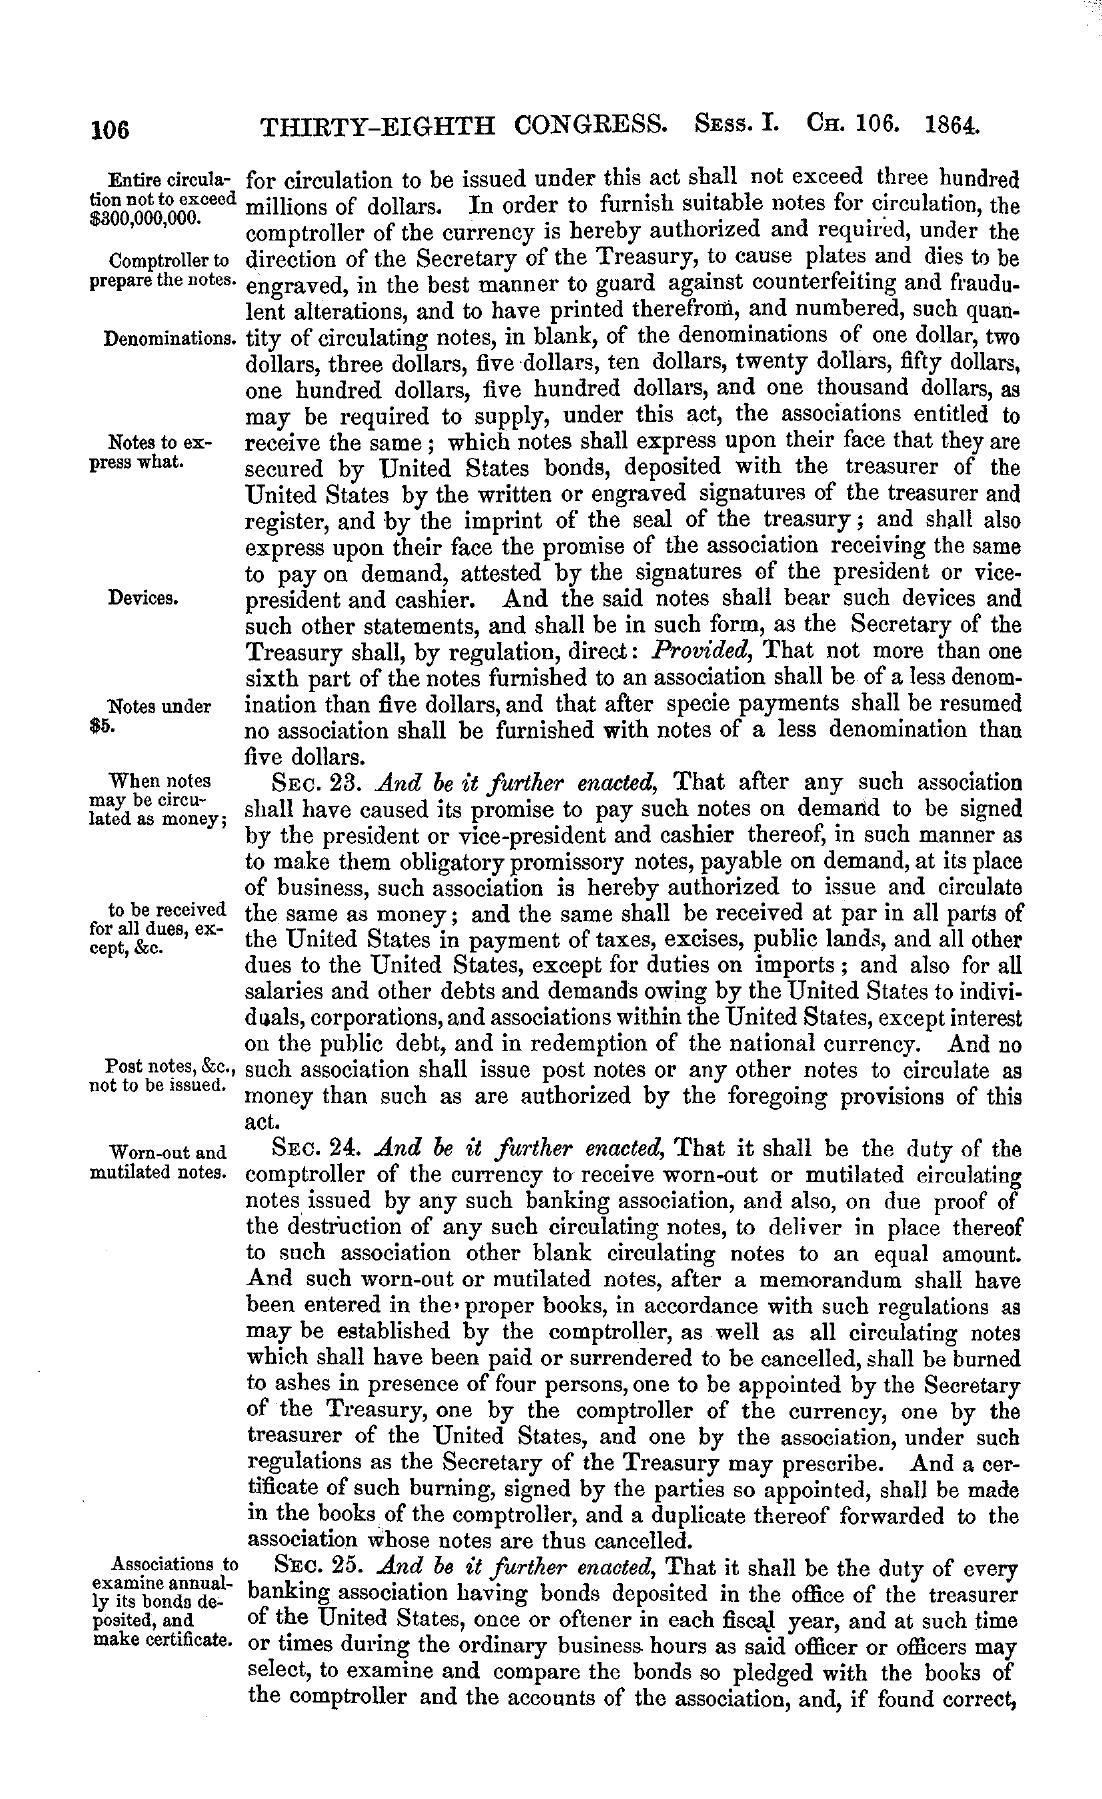 106 THIRTY-EIGHTH CONGRESS. SESS. I. CH. 106. 1864.
Entire circula-
tion not to exceed
$300,000,000.
for circulation to be issued under this act shall not exceed three hundred
millions of dollars. In order to furnish suitable notes for circulation, the
comptroller of the currency is hereby authorized and required, under the
Comptroller to
prepare the notes.
direction of the Secretary of the Treasury, to cause plates and dies to be
engraved, in the best manner to guard against counterfeiting and fraudu-
lent alterations, and to have printed therefrom, and numbered, such quan-
Denominations.
tity of circulating notes, in blank, of the denominations of one dollar, two
dollars, three dollars, five dollars, ten dollars, twenty dollars, fifty dollars,
one hundred dollars, five hundred dollars, and one thousand dollars, as
may be required to supply, under this act, the associations entitled to
Notes to ex-
press what.
receive the same; which notes shall express upon their face that they are
secured by United States bonds, deposited with the treasurer of the
United States by the written or engraved signatures of the treasurer and
register, and by the imprint of the seal of the treasury; and shall also
express upon their face the promise of the association receiving the same
to pay on demand, attested by the signatures of the president or vice-
Devices.
president and cashier. And the said notes shall bear such devices and
such other statements, and shall be in such form, as the Secretary of the
Treasury shall, by regulation, direct: Provided, That not more than one
sixth part of the notes furnished to an association shall be of a less denom-
Notes under
$5.
ination than five dollars, and that after specie payments shall be resumed
no association shall be furnished with notes of a less denomination than
five dollars.
When notes
may be circu-
lated as money;
SEC. 23. And be it further enacted, That after any such association
shall have caused its promise to pay such notes on demand to be signed
by the president or vice-president and cashier thereof, in such manner as
to make them obligatory promissory notes, payable on demand, at its place
of business, such association is hereby authorized to issue and circulate
to be received
for all dues, ex-
cept, &c.
the same as money; and the same shall be received at par in all parts of
the United States in payment of taxes, excises, public lands, and all other
dues to the United States, except for duties on imports; and also for all
salaries and other debts and demands owing by the United States to indivi-
duals, corporations, and associations within the United States, except interest
on the public debt, and in redemption of the national currency. And no
Post notes, &c.,
not to be issued.
such association shall issue post notes or any other notes to circulate as
money than such as are authorized by the foregoing provisions of this
act.
Worn-out and
mutilated notes.
SEC. 24. And be it further enacted, That it shall be the duty of the
comptroller of the currency to receive worn-out or mutilated circulating
notes issued by any such banking association, and also, on due proof of
the destruction of any such circulating notes, to deliver in place thereof
to such association other blank circulating notes to an equal amount.
And such worn-out or mutilated notes, after a memorandum shall have
been entered in the proper books, in accordance with such regulations as
may be established by the comptroller, as well as all circulating notes
which shall have been paid or surrendered to be cancelled, shall be burned
to ashes in presence of four persons, one to be appointed by the Secretary
of the Treasury, one by the comptroller of the currency, one by the
treasurer of the United States, and one by the association, under such
regulations as the Secretary of the Treasury may prescribe. And a cer-
tificate of such burning, signed by the parties so appointed, shall be made
in the books of the comptroller, and a duplicate thereof forwarded to the
association whose notes are thus cancelled.
Associations to
examine annual-
ly its bonds de-
posited, and
make certificate.
SEC. 25. And be it further enacted, That it shall be the duty of every
banking association having bonds deposited in the office of the treasurer
of the United States, once or oftener in each fiscal year, and at such time
or times during the ordinary business hours as said officer or officers may
select, to examine and compare the bonds so pledged with the books of
the comptroller and the accounts of the association, and, if found correct,